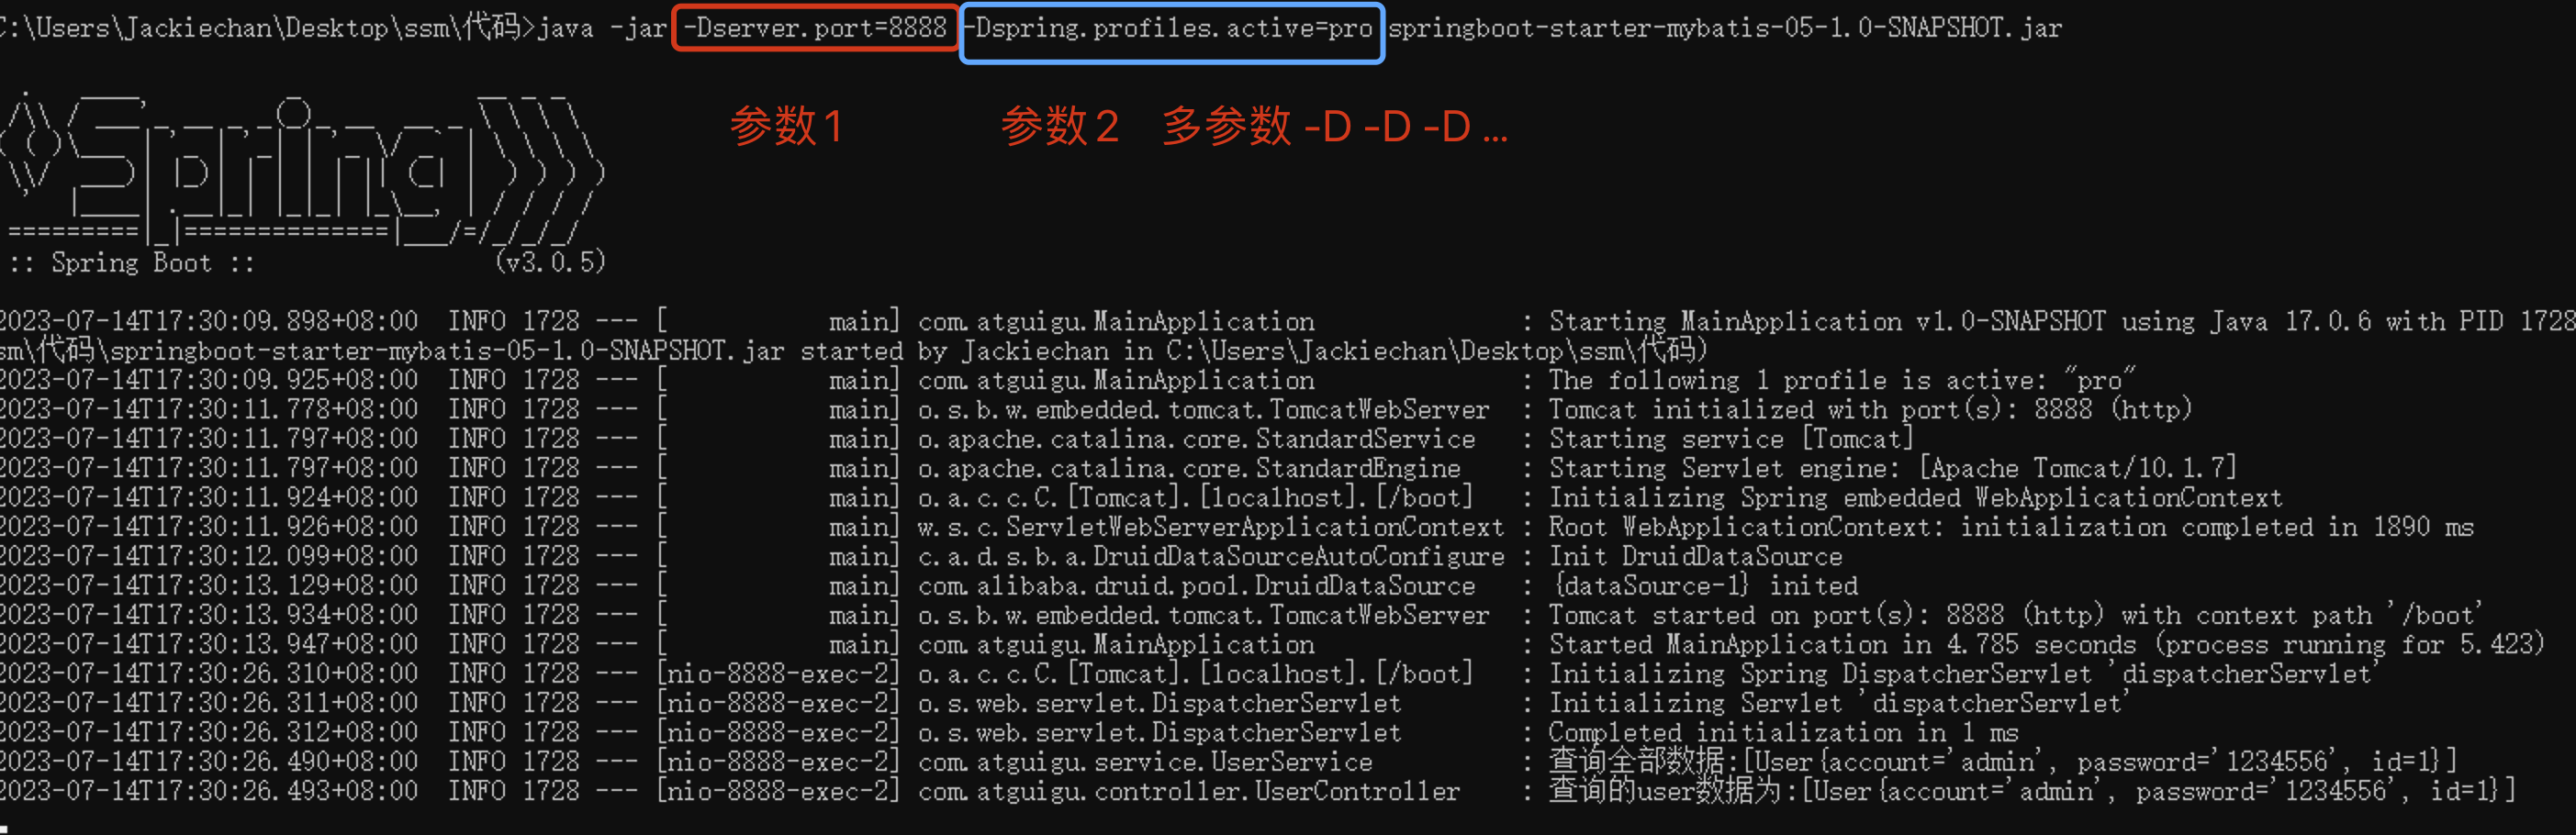 C:\Users\Jackiechan\Desktop\ssm\代码>java -jar -Dserver.port=8888 -Dspring.profiles.active=pro springboot-starter-mybatis-05-1.0-SNAPSHOT.jar
参数1 参数2 多参数 -D -D -D ...
Spring
:: Spring Boot :: (v3.0.5)
2023-07-14T17:30:09.898+08:00 INFO 1728 --- [ main] com.atguigu.MainApplication : Starting MainApplication v1.0-SNAPSHOT using Java 17.0.6 with PID 1728
sm\代码\springboot-starter-mybatis-05-1.0-SNAPSHOT.jar started by Jackiechan in C:\Users\Jackiechan\Desktop\ssm\代码)
2023-07-14T17:30:09.925+08:00 INFO 1728 --- [ main] com.atguigu.MainApplication : The following 1 profile is active: "pro"
2023-07-14T17:30:11.778+08:00 INFO 1728 --- [ main] o.s.b.w.embedded.tomcat.TomcatWebServer : Tomcat initialized with port(s): 8888 (http)
2023-07-14T17:30:11.797+08:00 INFO 1728 --- [ main] o.apache.catalina.core.StandardService : Starting service [Tomcat]
2023-07-14T17:30:11.797+08:00 INFO 1728 --- [ main] o.apache.catalina.core.StandardEngine : Starting Servlet engine: [Apache Tomcat/10.1.7]
2023-07-14T17:30:11.924+08:00 INFO 1728 --- [ main] o.a.c.c.C.[Tomcat].[localhost].[/boot] : Initializing Spring embedded WebApplicationContext
2023-07-14T17:30:11.926+08:00 INFO 1728 --- [ main] w.s.c.ServletWebServerApplicationContext : Root WebApplicationContext: initialization completed in 1890 ms
2023-07-14T17:30:12.099+08:00 INFO 1728 --- [ main] c.a.d.s.b.a.DruidDataSourceAutoConfigure : Init DruidDataSource
2023-07-14T17:30:13.129+08:00 INFO 1728 --- [ main] com.alibaba.druid.pool.DruidDataSource : {dataSource-1} inited
2023-07-14T17:30:13.934+08:00 INFO 1728 --- [ main] o.s.b.w.embedded.tomcat.TomcatWebServer : Tomcat started on port(s): 8888 (http) with context path '/boot'
2023-07-14T17:30:13.947+08:00 INFO 1728 --- [ main] com.atguigu.MainApplication : Started MainApplication in 4.785 seconds (process running for 5.423)
2023-07-14T17:30:26.310+08:00 INFO 1728 --- [nio-8888-exec-2] o.a.c.c.C.[Tomcat].[localhost].[/boot] : Initializing Spring DispatcherServlet 'dispatcherServlet'
2023-07-14T17:30:26.311+08:00 INFO 1728 --- [nio-8888-exec-2] o.s.web.servlet.DispatcherServlet : Initializing Servlet 'dispatcherServlet'
2023-07-14T17:30:26.312+08:00 INFO 1728 --- [nio-8888-exec-2] o.s.web.servlet.DispatcherServlet : Completed initialization in 1 ms
2023-07-14T17:30:26.490+08:00 INFO 1728 --- [nio-8888-exec-2] com.atguigu.service.UserService : 查询全部数据:[User{account='admin', password='1234556', id=1}]
2023-07-14T17:30:26.493+08:00 INFO 1728 --- [nio-8888-exec-2] com.atguigu.controller.UserController : 查询的user数据为:[User{account='admin', password='1234556', id=1}]